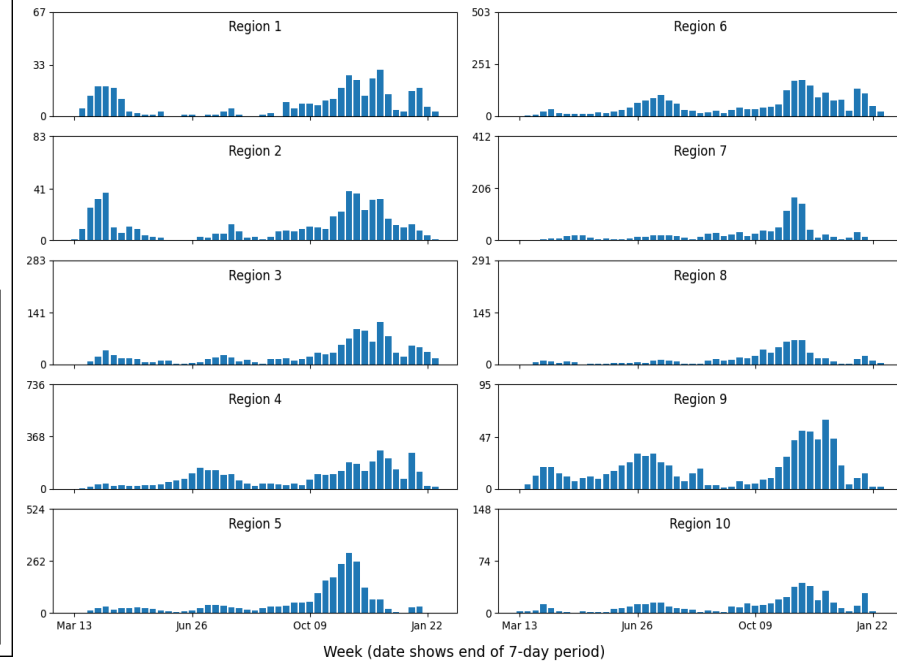 67
33
0
Region 1
83
41
0
Region 2
283
141
0
Region 3
736
368
0
Region 4
524
262
0
Region 5
Mar 13 Jun 26 Oct 09 Jan 22
503
251
0
Region 6
412
206
0
Region 7
291
145
0
Region 8
95
47
0
Region 9
148
74
0
Region 10
Mar 13 Jun 26 Oct 09 Jan 22
Week (date shows end of 7-day period)